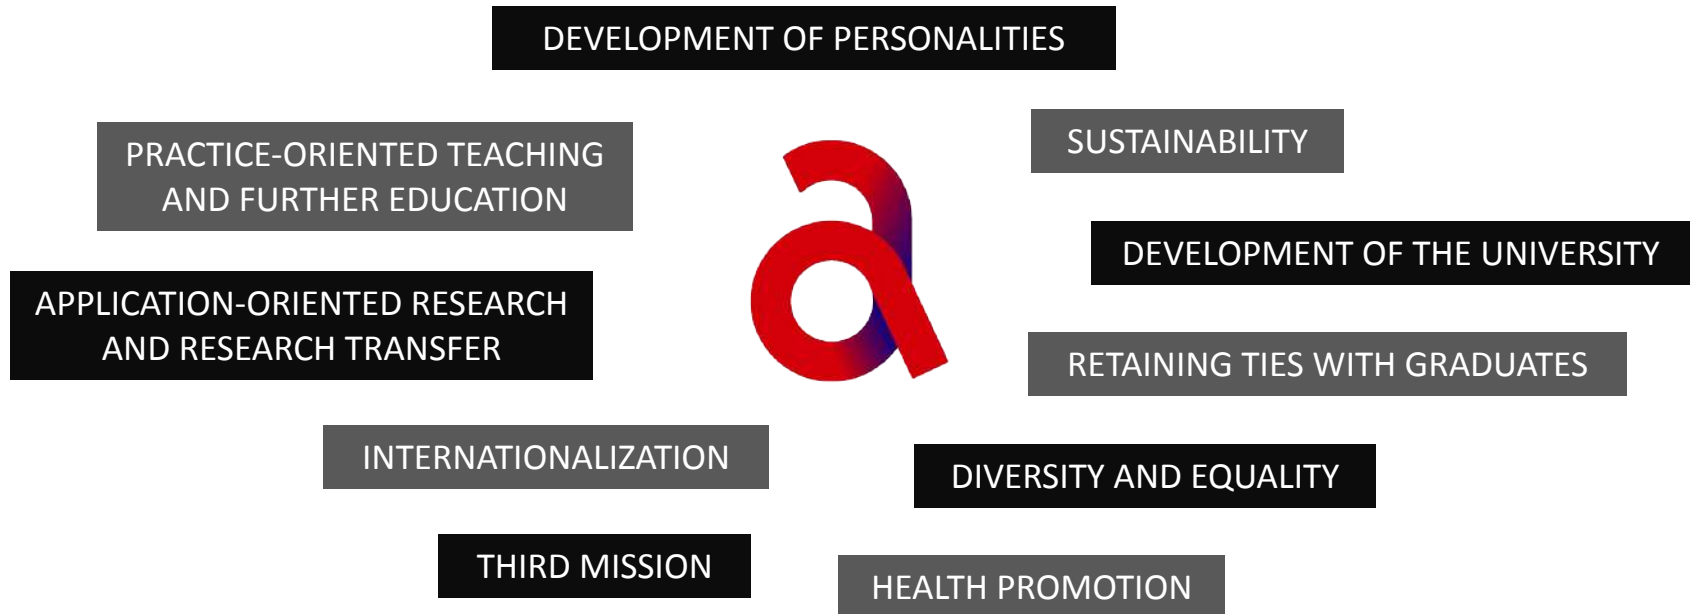 DEVELOPMENT OF PERSONALITIES
PRACTICE-ORIENTED TEACHING
AND FURTHER EDUCATION
SUSTAINABILITY
DEVELOPMENT OF THE UNIVERSITY
APPLICATION-ORIENTED RESEARCH
AND RESEARCH TRANSFER
RETAINING TIES WITH GRADUATES
INTERNATIONALIZATION
DIVERSITY AND EQUALITY
THIRD MISSION
HEALTH PROMOTION